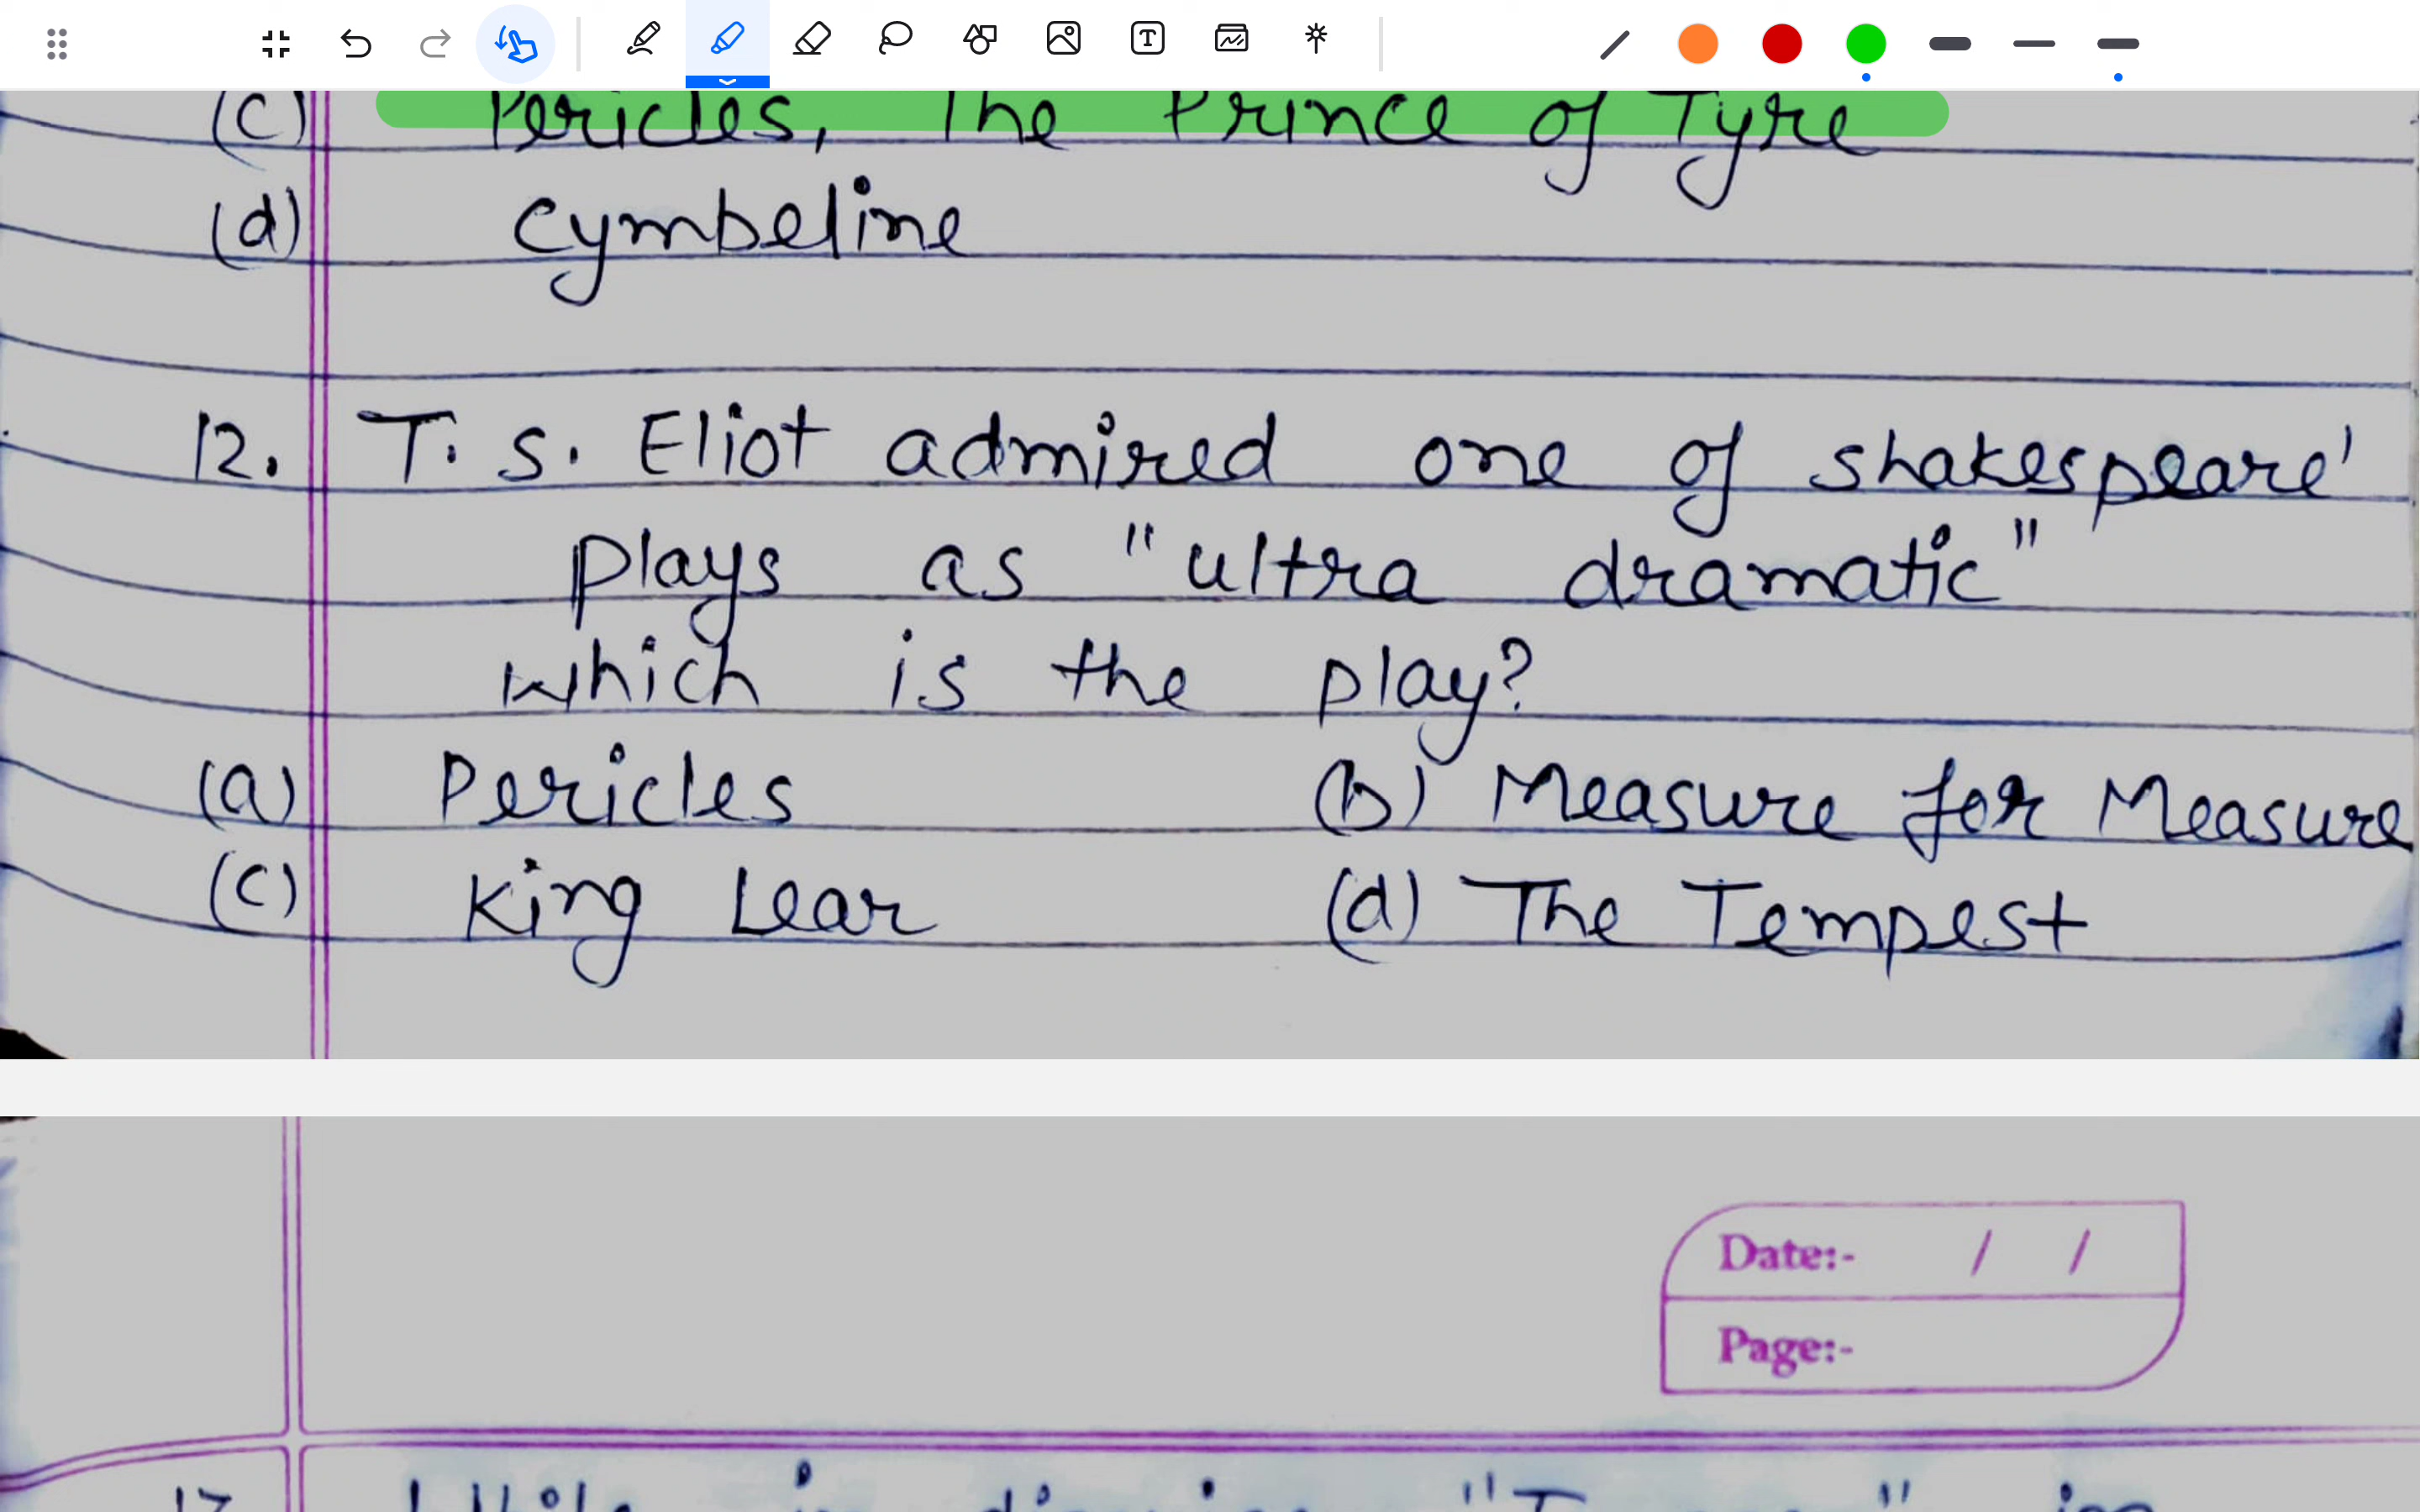 (c) Pericles, The Prince of Tyre
(d) Cymbeline
12. T. S. Eliot admired one of shakespeare'
plays as "ultra dramatic"
which is the play?
(a) Pericles (b) Measure for Measure
(c) King Lear (d) The Tempest
Date:- / /
Page:-